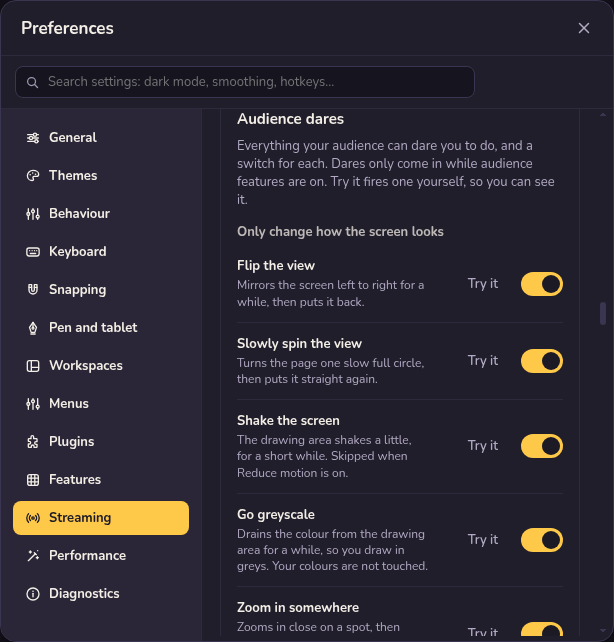 Preferences
Search settings: dark mode, smoothing, hotkeys...
General
Themes
Behaviour
Keyboard
Snapping
Pen and tablet
Workspaces
Menus
Plugins
Features
Streaming
Performance
Diagnostics
Audience dares
Everything your audience can dare you to do, and a
switch for each. Dares only come in while audience
features are on. Try it fires one yourself, so you can see
it.
Only change how the screen looks
Flip the view
Mirrors the screen left to right for a
while, then puts it back.
Try it
Slowly spin the view
Turns the page one slow full circle,
then puts it straight again.
Try it
Shake the screen
The drawing area shakes a little,
for a short while. Skipped when
Reduce motion is on.
Try it
Go greyscale
Drains the colour from the drawing
area for a while, so you draw in
greys. Your colours are not touched.
Try it
Zoom in somewhere
Zooms in close on a spot, then
Try it